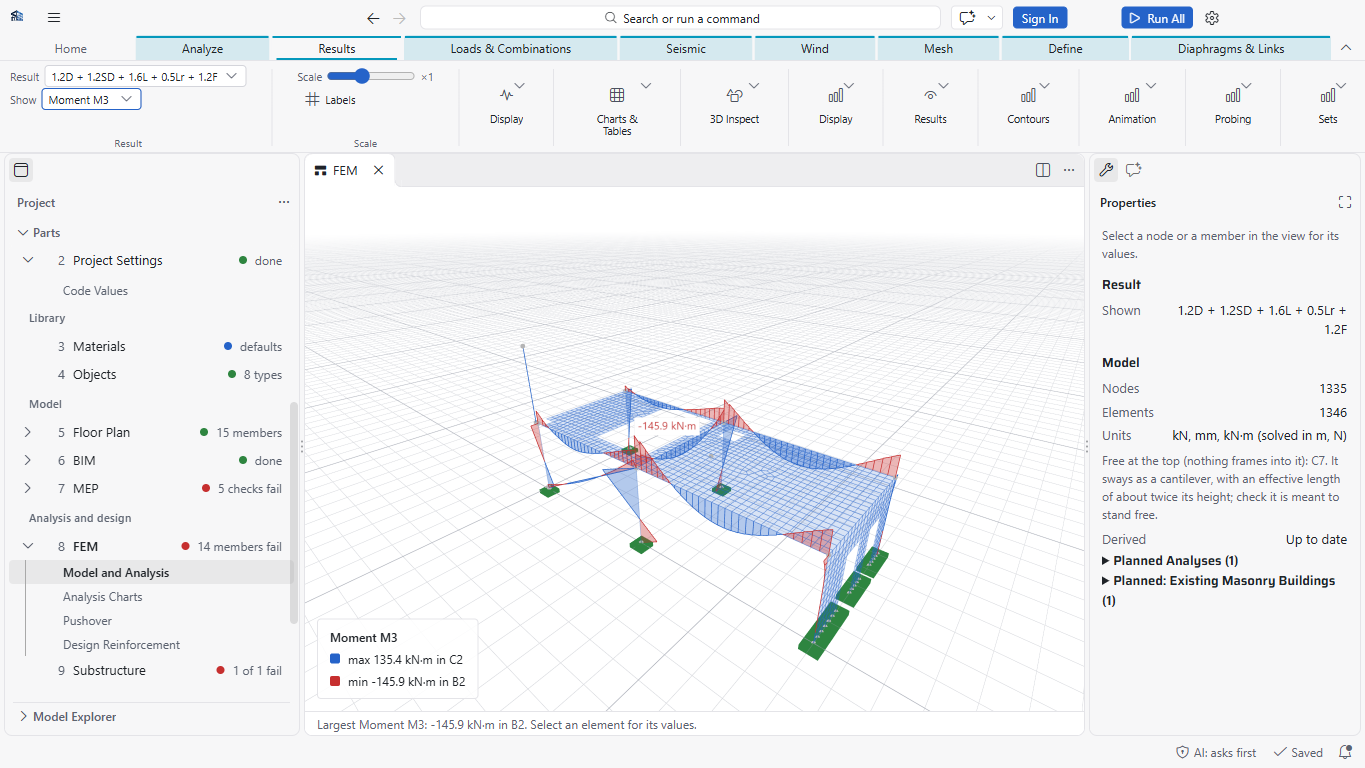 Search or run a command
Sign In
Run All
Home
Analyze
Results
Loads & Combinations
Seismic
Wind
Mesh
Define
Diaphragms & Links
Result
1.2D + 1.2SD + 1.6L + 0.5Lr + 1.2F
Show
Moment M3
Result
Scale
×1
Labels
Scale
Display
Charts &
Tables
3D Inspect
Display
Results
Contours
Animation
Probing
Sets
Project
Parts
2 Project Settings
done
Code Values
Library
3 Materials
defaults
4 Objects
8 types
Model
5 Floor Plan
15 members
6 BIM
done
7 MEP
5 checks fail
Analysis and design
8 FEM
14 members fail
Model and Analysis
Analysis Charts
Pushover
Design Reinforcement
9 Substructure
1 of 1 fail
Model Explorer
FEM
-145.9 kN·m
Moment M3
max 135.4 kN·m in C2
min -145.9 kN·m in B2
Largest Moment M3: -145.9 kN·m in B2. Select an element for its values.
Properties
Select a node or a member in the view for its
values.
Result
Shown
1.2D + 1.2SD + 1.6L + 0.5Lr +
1.2F
Model
Nodes
1335
Elements
1346
Units
kN, mm, kN·m (solved in m, N)
Free at the top (nothing frames into it): C7. It
sways as a cantilever, with an effective length
of about twice its height; check it is meant to
stand free.
Derived
Up to date
Planned Analyses (1)
Planned: Existing Masonry Buildings
(1)
AI: asks first
Saved